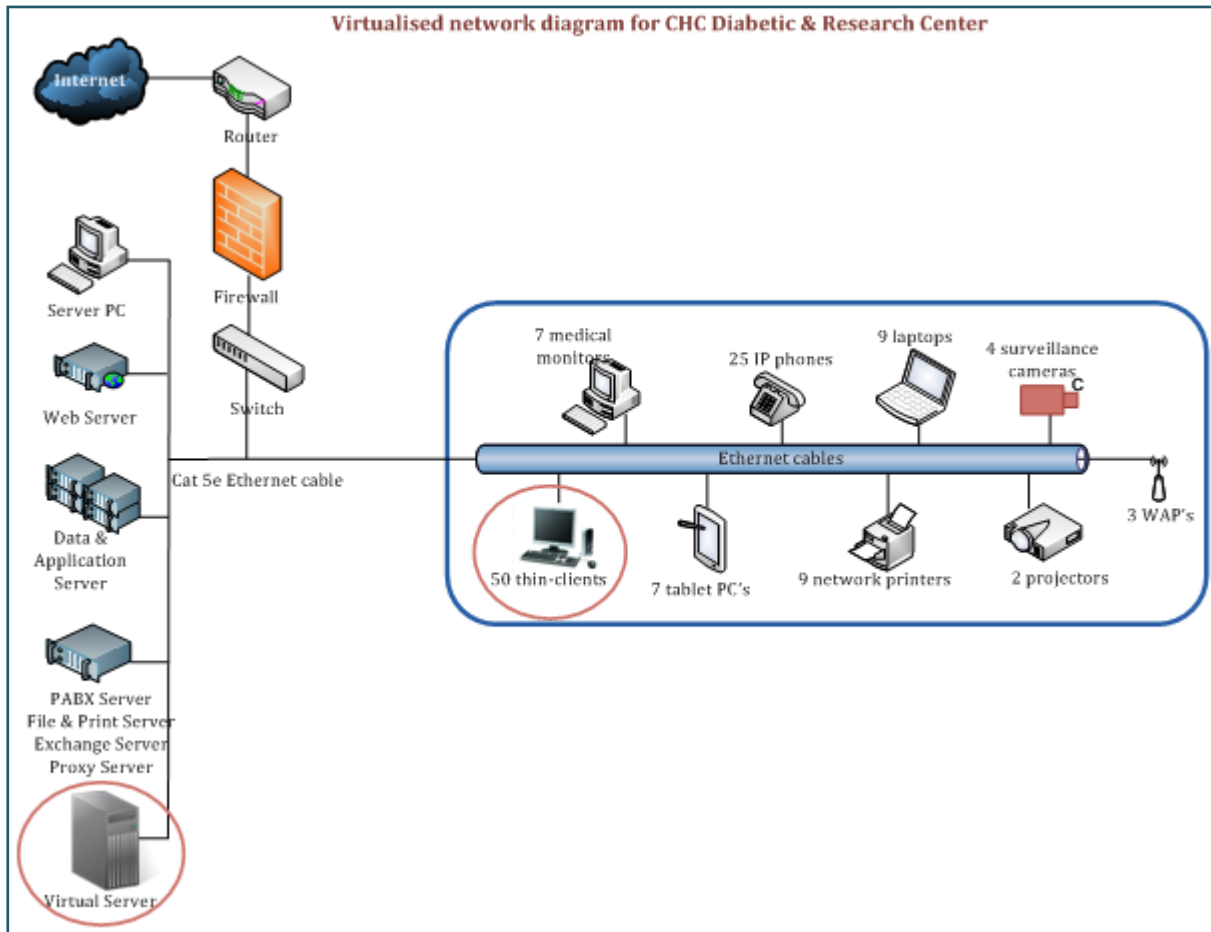 Virtualised network diagram for CHC Diabetic & Research Center
Internet
Router
Firewall
Server PC
Switch
Web Server
Cat 5e Ethernet cable
Data &
Application
Server
PABX Server
File & Print Server
Exchange Server
Proxy Server
Virtual Server
7 medical
monitors
25 IP phones
9 laptops
4 surveillance
cameras
C
Ethernet cables
3 WAP's
50 thin-clients
7 tablet PC's
9 network printers
2 projectors